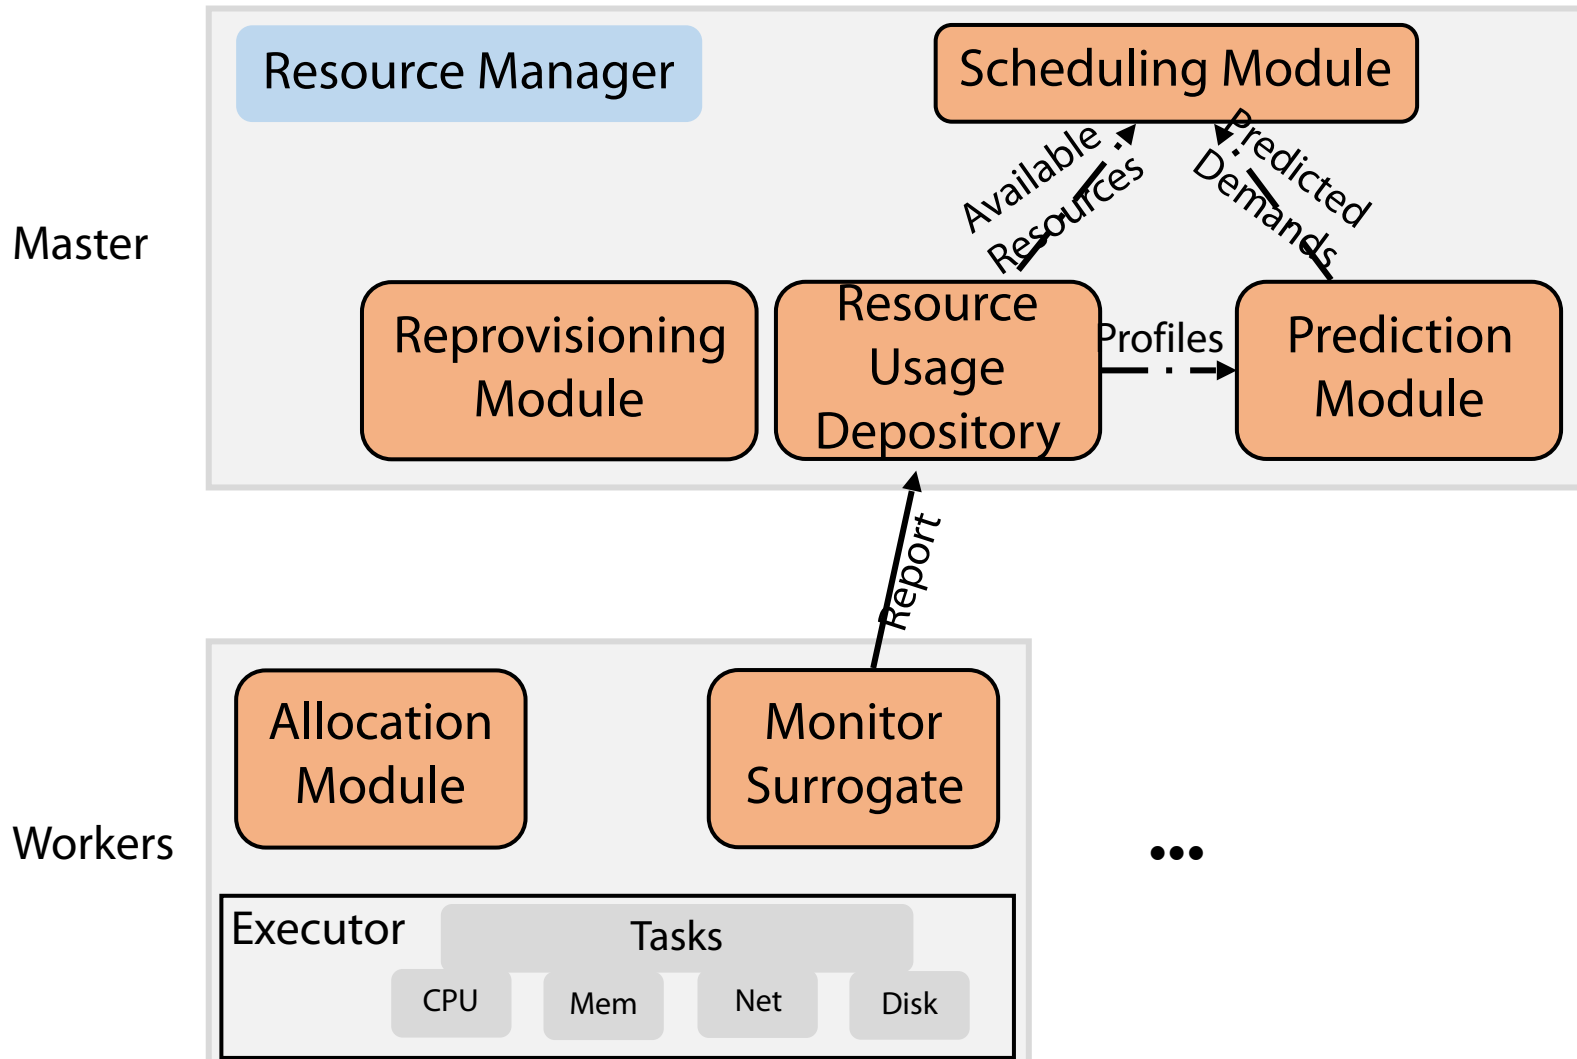 Resource Manager
Scheduling Module
Available
Resources
Predicted
Demands
Master
Reprovisioning
Module
Resource
Usage
Depository
Profiles
Prediction
Module
Report
Allocation
Module
Monitor
Surrogate
Workers
•••
Executor
Tasks
CPU
Mem
Net
Disk